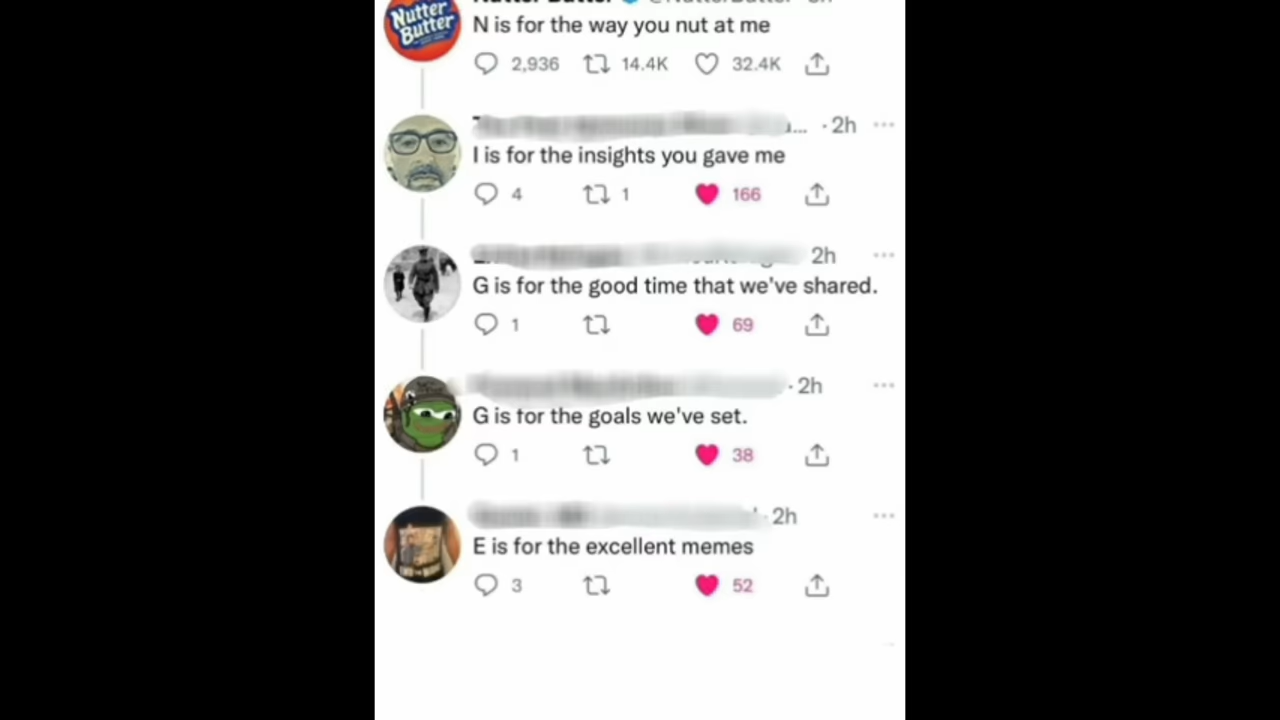 Nutter Butter @NutterButter
Nutter
Butter
N is for the way you nut at me
2,936 14.4K 32.4K
... · 2h
I is for the insights you gave me
4 1 166
2h
G is for the good time that we've shared.
1 69
· 2h
G is for the goals we've set.
1 38
· 2h
E is for the excellent memes
3 52